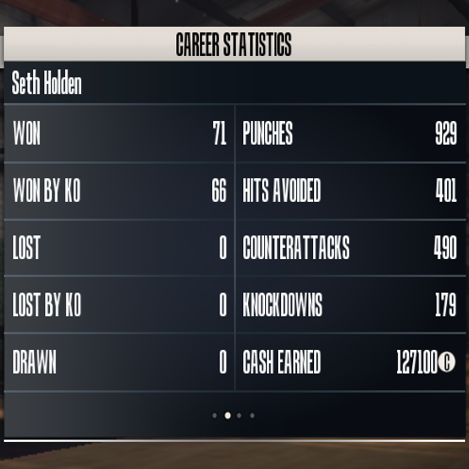 CAREER STATISTICS
Seth Holden
WON 71
WON BY KO 66
LOST 0
LOST BY KO 0
DRAWN 0
PUNCHES 929
HITS AVOIDED 401
COUNTERATTACKS 490
KNOCKDOWNS 179
CASH EARNED 127100 C